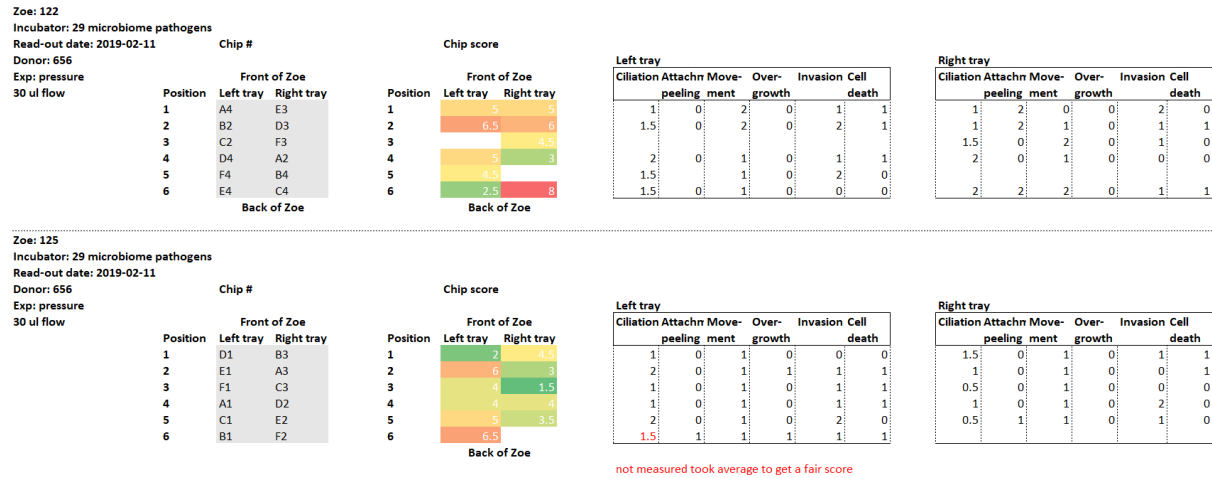 Zoe: 122
Incubator: 29 microbiome pathogens
Read-out date: 2019-02-11 Chip # Chip score
Donor: 656 Left tray Right tray
Exp: pressure Front of Zoe Front of Zoe Ciliation Attachn Move- Over- Invasion Cell Ciliation Attachn Move- Over- Invasion Cell
30 ul flow Position Left tray Right tray Position Left tray Right tray peeling ment growth death peeling ment growth death
1 A4 E3 1 5 5 1 0 2 0 1 1 1 2 0 0 2 0
2 B2 D3 2 6.5 6 1.5 0 2 0 2 1 1 2 1 0 1 1
3 C2 F3 3 4.5 1.5 0 2 0 1 0
4 D4 A2 4 5 3 2 0 1 0 1 1 2 0 1 0 0 0
5 F4 B4 5 4.5 1.5 1 0 2 0
6 E4 C4 6 2.5 8 1.5 0 1 0 0 0 2 2 2 0 1 1
Back of Zoe Back of Zoe
Zoe: 125
Incubator: 29 microbiome pathogens
Read-out date: 2019-02-11
Donor: 656 Chip # Chip score
Exp: pressure Left tray Right tray
30 ul flow Front of Zoe Front of Zoe Ciliation Attachn Move- Over- Invasion Cell Ciliation Attachn Move- Over- Invasion Cell
Position Left tray Right tray Position Left tray Right tray peeling ment growth death peeling ment growth death
1 D1 B3 1 2 4.5 1 0 1 0 0 0 1.5 0 1 0 1 1
2 E1 A3 2 6 3 2 0 1 1 1 1 1 0 1 0 0 1
3 F1 C3 3 4 1.5 1 0 1 0 1 1 0.5 0 1 0 0 0
4 A1 D2 4 4 4 1 0 1 0 1 1 1 0 1 0 2 0
5 C1 E2 5 5 3.5 2 0 1 0 2 0 0.5 1 1 0 1 0
6 B1 F2 6 6.5 1.5 1 1 1 1 1
Back of Zoe
not measured took average to get a fair score